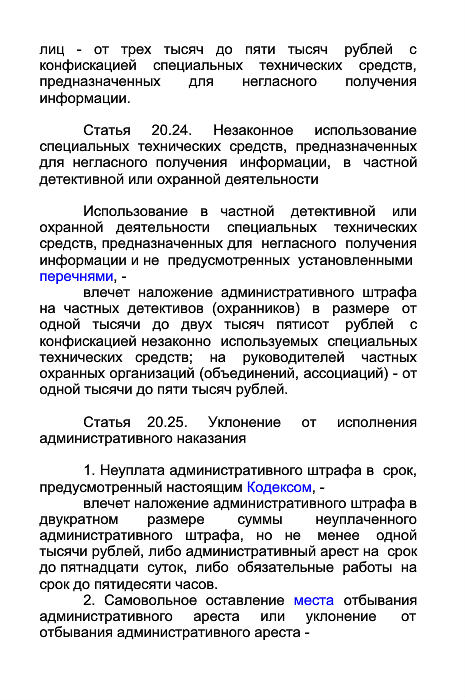 лиц - от трех тысяч до пяти тысяч рублей с
конфискацией специальных технических средств,
предназначенных для негласного получения
информации.
Статья 20.24. Незаконное использование
специальных технических средств, предназначенных
для негласного получения информации, в частной
детективной или охранной деятельности
Использование в частной детективной или
охранной деятельности специальных технических
средств, предназначенных для негласного получения
информации и не предусмотренных установленными
перечнями, -
влечет наложение административного штрафа
на частных детективов (охранников) в размере от
одной тысячи до двух тысяч пятисот рублей с
конфискацией незаконно используемых специальных
технических средств; на руководителей частных
охранных организаций (объединений, ассоциаций) - от
одной тысячи до пяти тысяч рублей.
Статья 20.25. Уклонение от исполнения
административного наказания
1. Неуплата административного штрафа в срок,
предусмотренный настоящим Кодексом, -
влечет наложение административного штрафа в
двукратном размере суммы неуплаченного
административного штрафа, но не менее одной
тысячи рублей, либо административный арест на срок
до пятнадцати суток, либо обязательные работы на
срок до пятидесяти часов.
2. Самовольное оставление места отбывания
административного ареста или уклонение от
отбывания административного ареста -